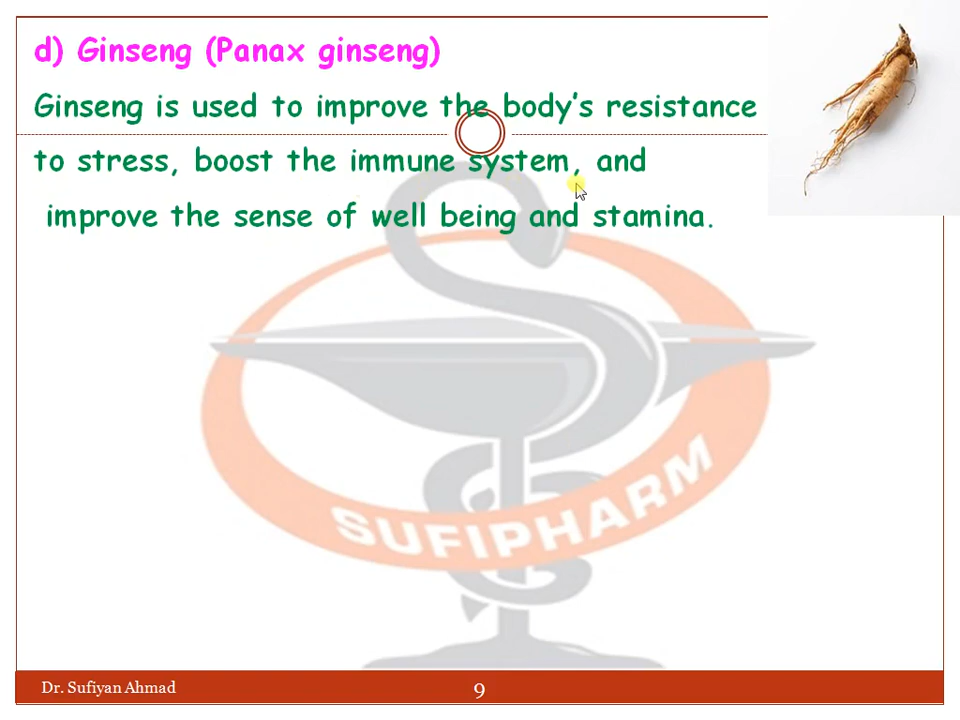 d) Ginseng (Panax ginseng)
Ginseng is used to improve the body’s resistance
to stress, boost the immune system, and
improve the sense of well being and stamina.
SUFIPHARM
Dr. Sufiyan Ahmad
9